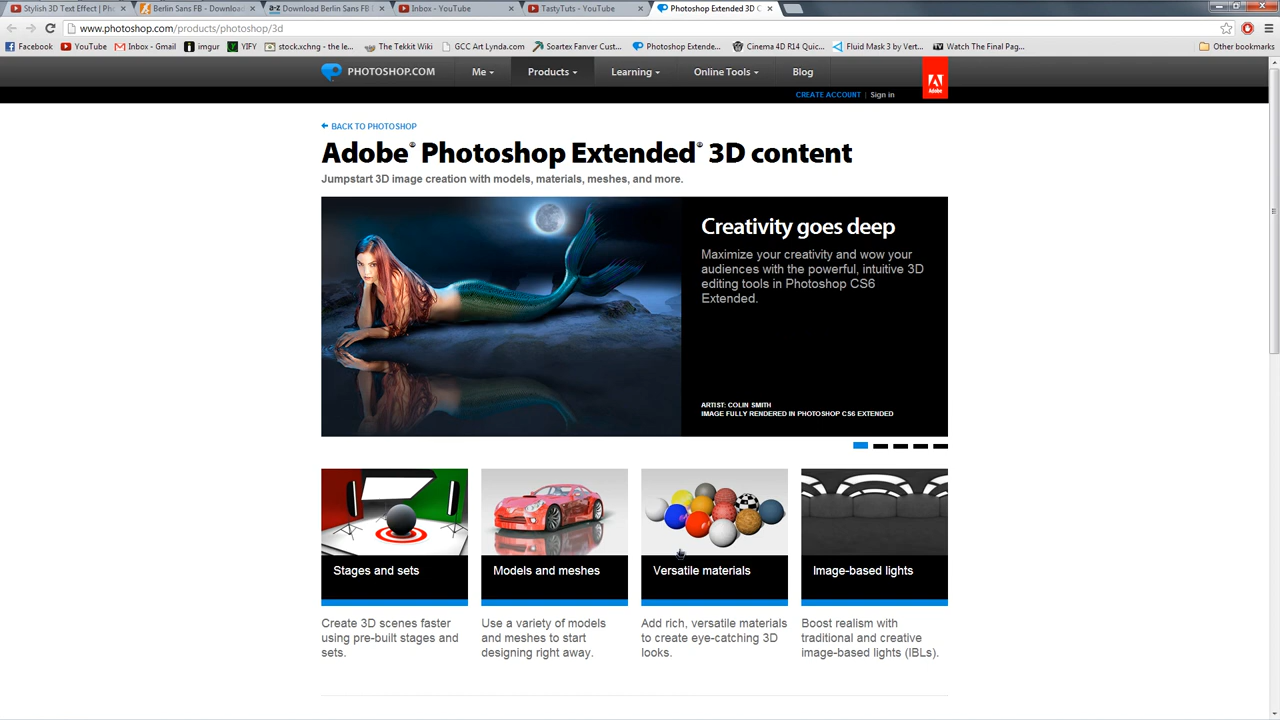 Stylish 3D Text Effect | Pho
Berlin Sans FB - Download
Download Berlin Sans FB
Inbox - YouTube
TastyTuts - YouTube
Photoshop Extended 3D C
www.photoshop.com/products/photoshop/3d
Facebook
YouTube
Inbox - Gmail
imgur
YIFY
stock.xchng - the le...
The Tekkit Wiki
GCC Art Lynda.com
Soartex Fanver Cust...
Photoshop Extende...
Cinema 4D R14 Quic...
Fluid Mask 3 by Vert...
Watch The Final Pag...
Other bookmarks
PHOTOSHOP.COM
Me
Products
Learning
Online Tools
Blog
Adobe
CREATE ACCOUNT | Sign in
BACK TO PHOTOSHOP
Adobe® Photoshop Extended® 3D content
Jumpstart 3D image creation with models, materials, meshes, and more.
Creativity goes deep
Maximize your creativity and wow your
audiences with the powerful, intuitive 3D
editing tools in Photoshop CS6
Extended.
ARTIST: COLIN SMITH
IMAGE FULLY RENDERED IN PHOTOSHOP CS6 EXTENDED
Stages and sets
Models and meshes
Versatile materials
Image-based lights
Create 3D scenes faster
using pre-built stages and
sets.
Use a variety of models
and meshes to start
designing right away.
Add rich, versatile materials
to create eye-catching 3D
looks.
Boost realism with
traditional and creative
image-based lights (IBLs).